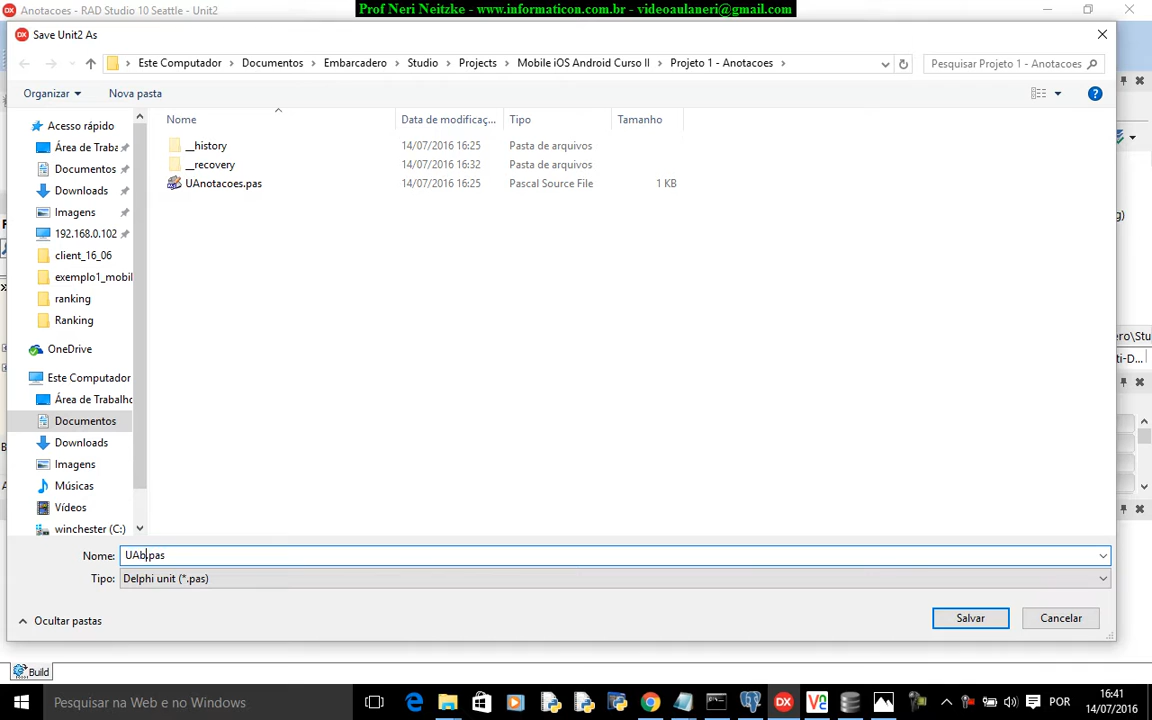 Anotacoes - RAD Studio 10 Seattle - Unit2
Prof Neri Neitzke - www.informaticon.com.br - videoaulaneri@gmail.com
Save Unit2 As
Este Computador
Documentos
Embarcadero
Studio
Projects
Mobile iOS Android Curso II
Projeto 1 - Anotacoes
Pesquisar Projeto 1 - Anotacoes
Organizar
Nova pasta
Nome
Data de modificaç...
Tipo
Tamanho
Acesso rápido
Área de Traba
Documentos
Downloads
Imagens
192.168.0.102
client_16_06
exemplo1_mobil
ranking
Ranking
OneDrive
Este Computador
Área de Trabalho
Documentos
Downloads
Imagens
Músicas
Vídeos
winchester (C:)
__history
14/07/2016 16:25
Pasta de arquivos
__recovery
14/07/2016 16:32
Pasta de arquivos
UAnotacoes.pas
14/07/2016 16:25
Pascal Source File
1 KB
Nome:
UAb.pas
Tipo:
Delphi unit (*.pas)
Ocultar pastas
Salvar
Cancelar
g)
ero\Stu
ti-D...
Build
Pesquisar na Web e no Windows
POR
16:41
14/07/2016